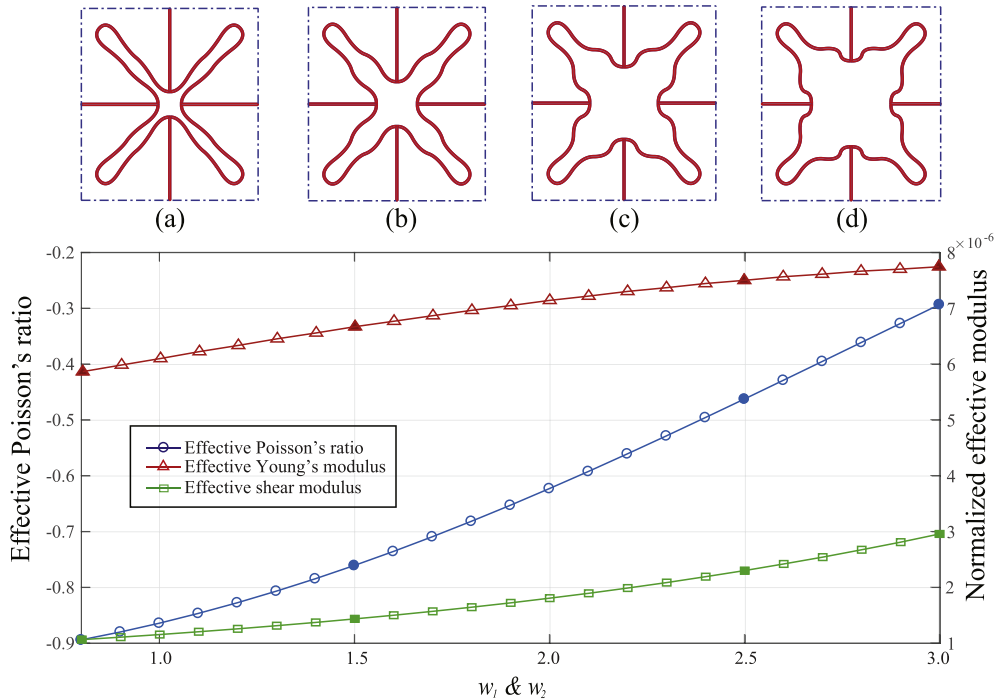 (a) (b) (c) (d)
Effective Poisson's ratio
-0.2
-0.3
-0.4
-0.5
-0.6
-0.7
-0.8
-0.9
Effective Poisson's ratio
Effective Young's modulus
Effective shear modulus
8×10⁻⁶
7
6
5
4
3
2
1
Normalized effective modulus
1.0 1.5 2.0 2.5 3.0
w₁ & w₂